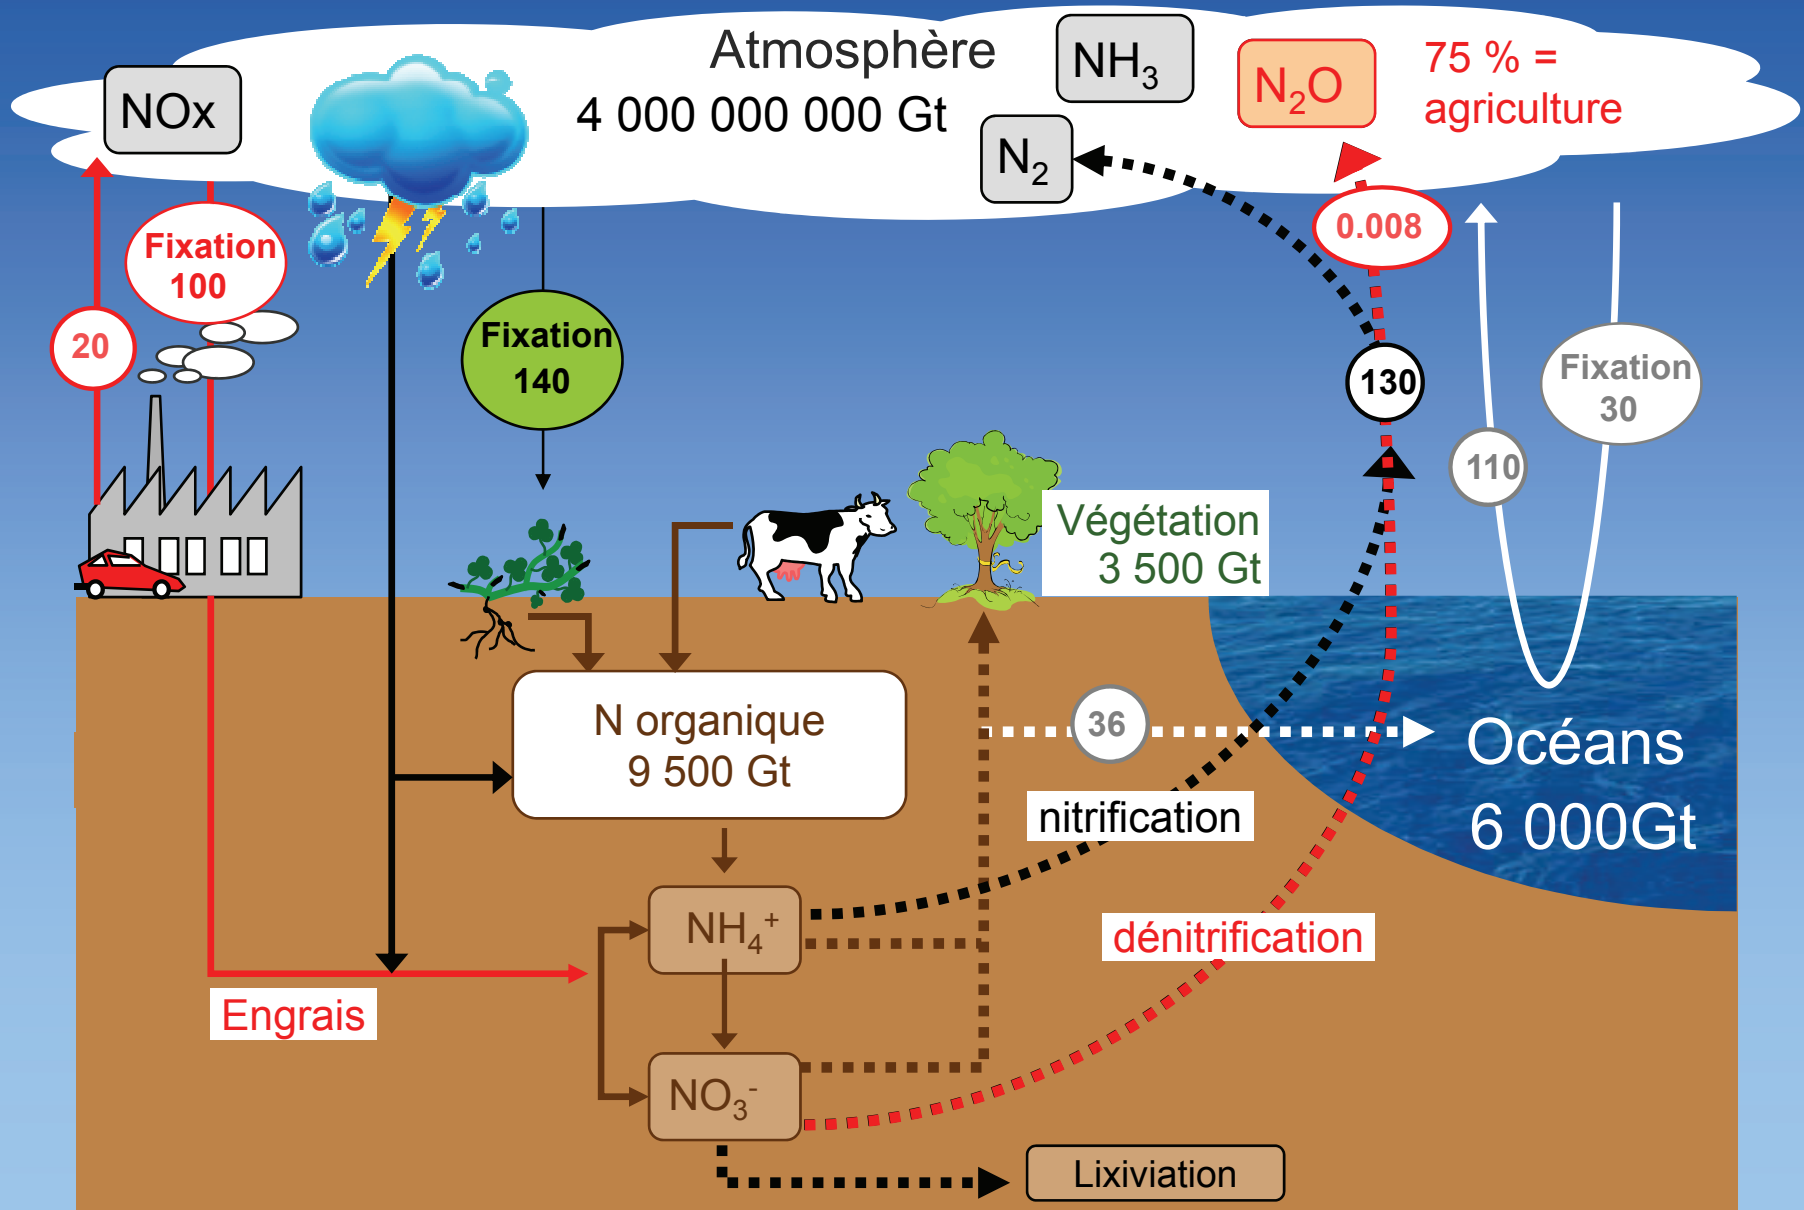 Atmosphère
4 000 000 000 Gt
NOx
NH₃
N₂O
75 % =
agriculture
N₂
Fixation
100
0.008
20
Fixation
140
130
Fixation
30
110
Végétation
3 500 Gt
N organique
9 500 Gt
36
Océans
6 000Gt
nitrification
NH₄⁺
dénitrification
Engrais
NO₃⁻
Lixiviation